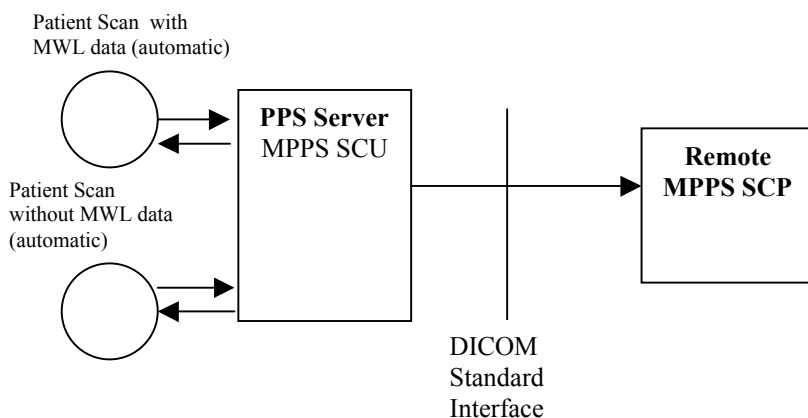 Patient Scan with
MWL data (automatic)
PPS Server
MPPS SCU
Remote
MPPS SCP
Patient Scan
without MWL data
(automatic)
DICOM
Standard
Interface